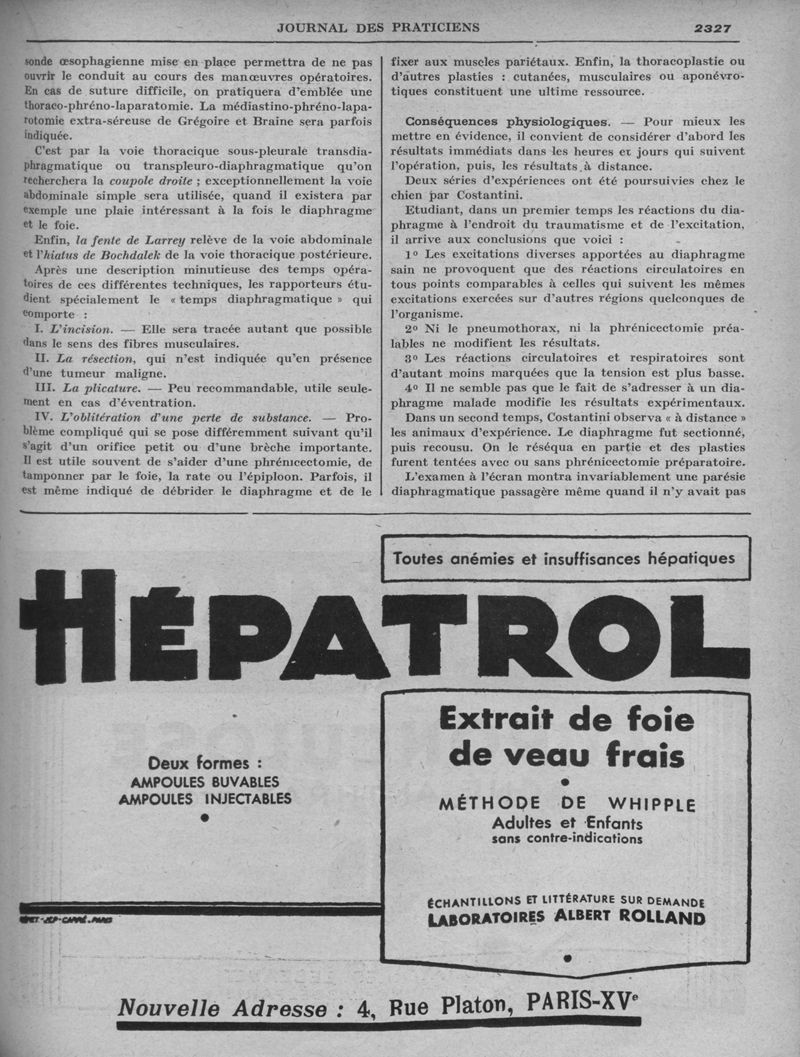 JOURNAL DES PRATICIENS 2327
sonde œsophagienne mise en place permettra de ne pas
ouvrir le conduit au cours des manœuvres opératoires.
En cas de suture difficile, on pratiquera d'emblée une
thoraco-phréno-laparatomie. La médiastino-phréno-lapa-
rotomie extra-séreuse de Grégoire et Braine sera parfois
indiquée.
C'est par la voie thoracique sous-pleurale transdia-
phragmatique ou transpleuro-diaphragmatique qu'on
recherchera la coupole droite ; exceptionnellement la voie
abdominale simple sera utilisée, quand il existera par
exemple une plaie intéressant à la fois le diaphragme
et le foie.
Enfin, la fente de Larrey relève de la voie abdominale
et l'hiatus de Bochdalek de la voie thoracique postérieure.
Après une description minutieuse des temps opéra-
toires de ces différentes techniques, les rapporteurs étu-
dient spécialement le « temps diaphragmatique » qui
comporte :
I. L'incision. — Elle sera tracée autant que possible
dans le sens des fibres musculaires.
II. La résection, qui n'est indiquée qu'en présence
d'une tumeur maligne.
III. La plicature. — Peu recommandable, utile seule-
ment en cas d'éventration.
IV. L'oblitération d'une perte de substance. — Pro-
blème compliqué qui se pose différemment suivant qu'il
s'agit d'un orifice petit ou d'une brèche importante.
Il est utile souvent de s'aider d'une phrénicectomie, de
tamponner par le foie, la rate ou l'épiploon. Parfois, il
est même indiqué de débrider le diaphragme et de le
fixer aux muscles pariétaux. Enfin, la thoracoplastie ou
d'autres plasties : cutanées, musculaires ou aponévro-
tiques constituent une ultime ressource.
Conséquences physiologiques. — Pour mieux les
mettre en évidence, il convient de considérer d'abord les
résultats immédiats dans les heures et jours qui suivent
l'opération, puis, les résultats à distance.
Deux séries d'expériences ont été poursuivies chez le
chien par Costantini.
Etudiant, dans un premier temps les réactions du dia-
phragme à l'endroit du traumatisme et de l'excitation,
il arrive aux conclusions que voici :
1º Les excitations diverses apportées au diaphragme
sain ne provoquent que des réactions circulatoires en
tous points comparables à celles qui suivent les mêmes
excitations exercées sur d'autres régions quelconques de
l'organisme.
2º Ni le pneumothorax, ni la phrénicectomie préa-
lables ne modifient les résultats.
3º Les réactions circulatoires et respiratoires sont
d'autant moins marquées que la tension est plus basse.
4º Il ne semble pas que le fait de s'adresser à un dia-
phragme malade modifie les résultats expérimentaux.
Dans un second temps, Costantini observa « à distance »
les animaux d'expérience. Le diaphragme fut sectionné,
puis recousu. On le réséqua en partie et des plasties
furent tentées avec ou sans phrénicectomie préparatoire.
L'examen à l'écran montra invariablement une parésie
diaphragmatique passagère même quand il n'y avait pas
Toutes anémies et insuffisances hépatiques
HÉPATROL
Deux formes :
AMPOULES BUVABLES
AMPOULES INJECTABLES
Extrait de foie
de veau frais
MÉTHODE DE WHIPPLE
Adultes et Enfants
sans contre-indications
ÉCHANTILLONS ET LITTÉRATURE SUR DEMANDE
LABORATOIRES ALBERT ROLLAND
Nouvelle Adresse : 4, Rue Platon, PARIS-XVe